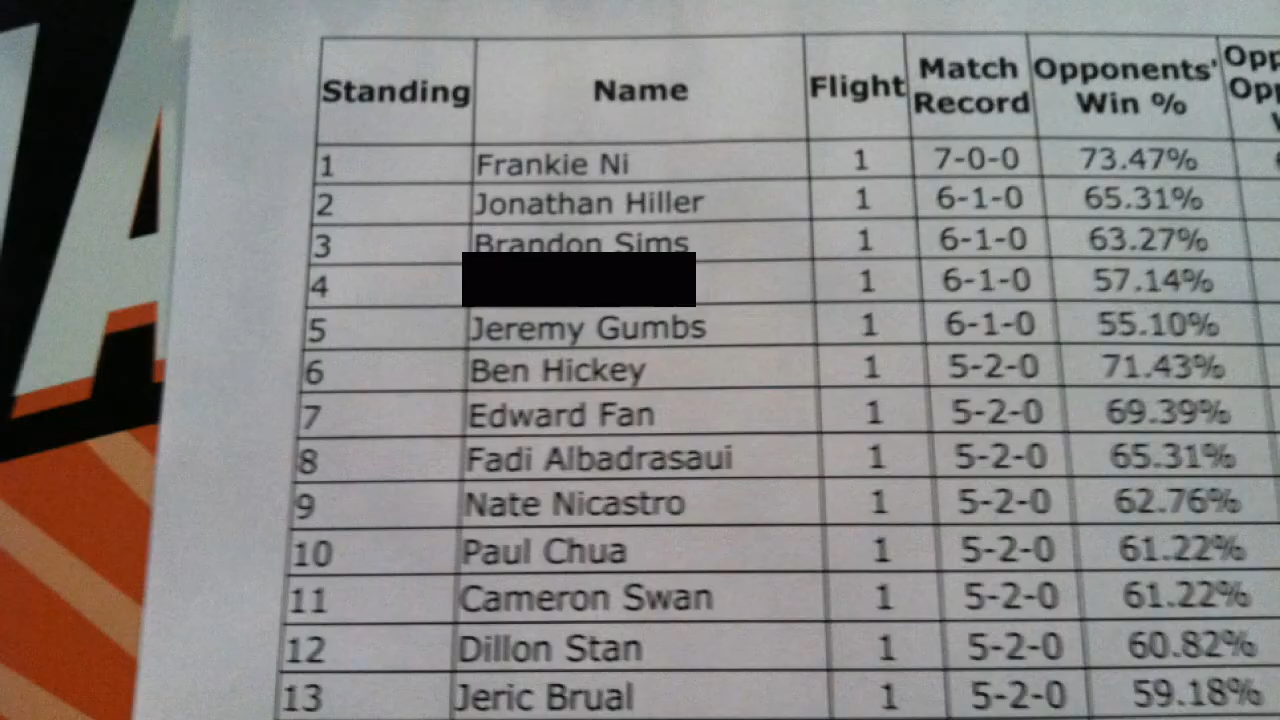 Standing Name Flight Match Record Opponents' Win % Opp Opp
1 Frankie Ni 1 7-0-0 73.47%
2 Jonathan Hiller 1 6-1-0 65.31%
3 Brandon Sims 1 6-1-0 63.27%
4 1 6-1-0 57.14%
5 Jeremy Gumbs 1 6-1-0 55.10%
6 Ben Hickey 1 5-2-0 71.43%
7 Edward Fan 1 5-2-0 69.39%
8 Fadi Albadrasaui 1 5-2-0 65.31%
9 Nate Nicastro 1 5-2-0 62.76%
10 Paul Chua 1 5-2-0 61.22%
11 Cameron Swan 1 5-2-0 61.22%
12 Dillon Stan 1 5-2-0 60.82%
13 Jeric Brual 1 5-2-0 59.18%